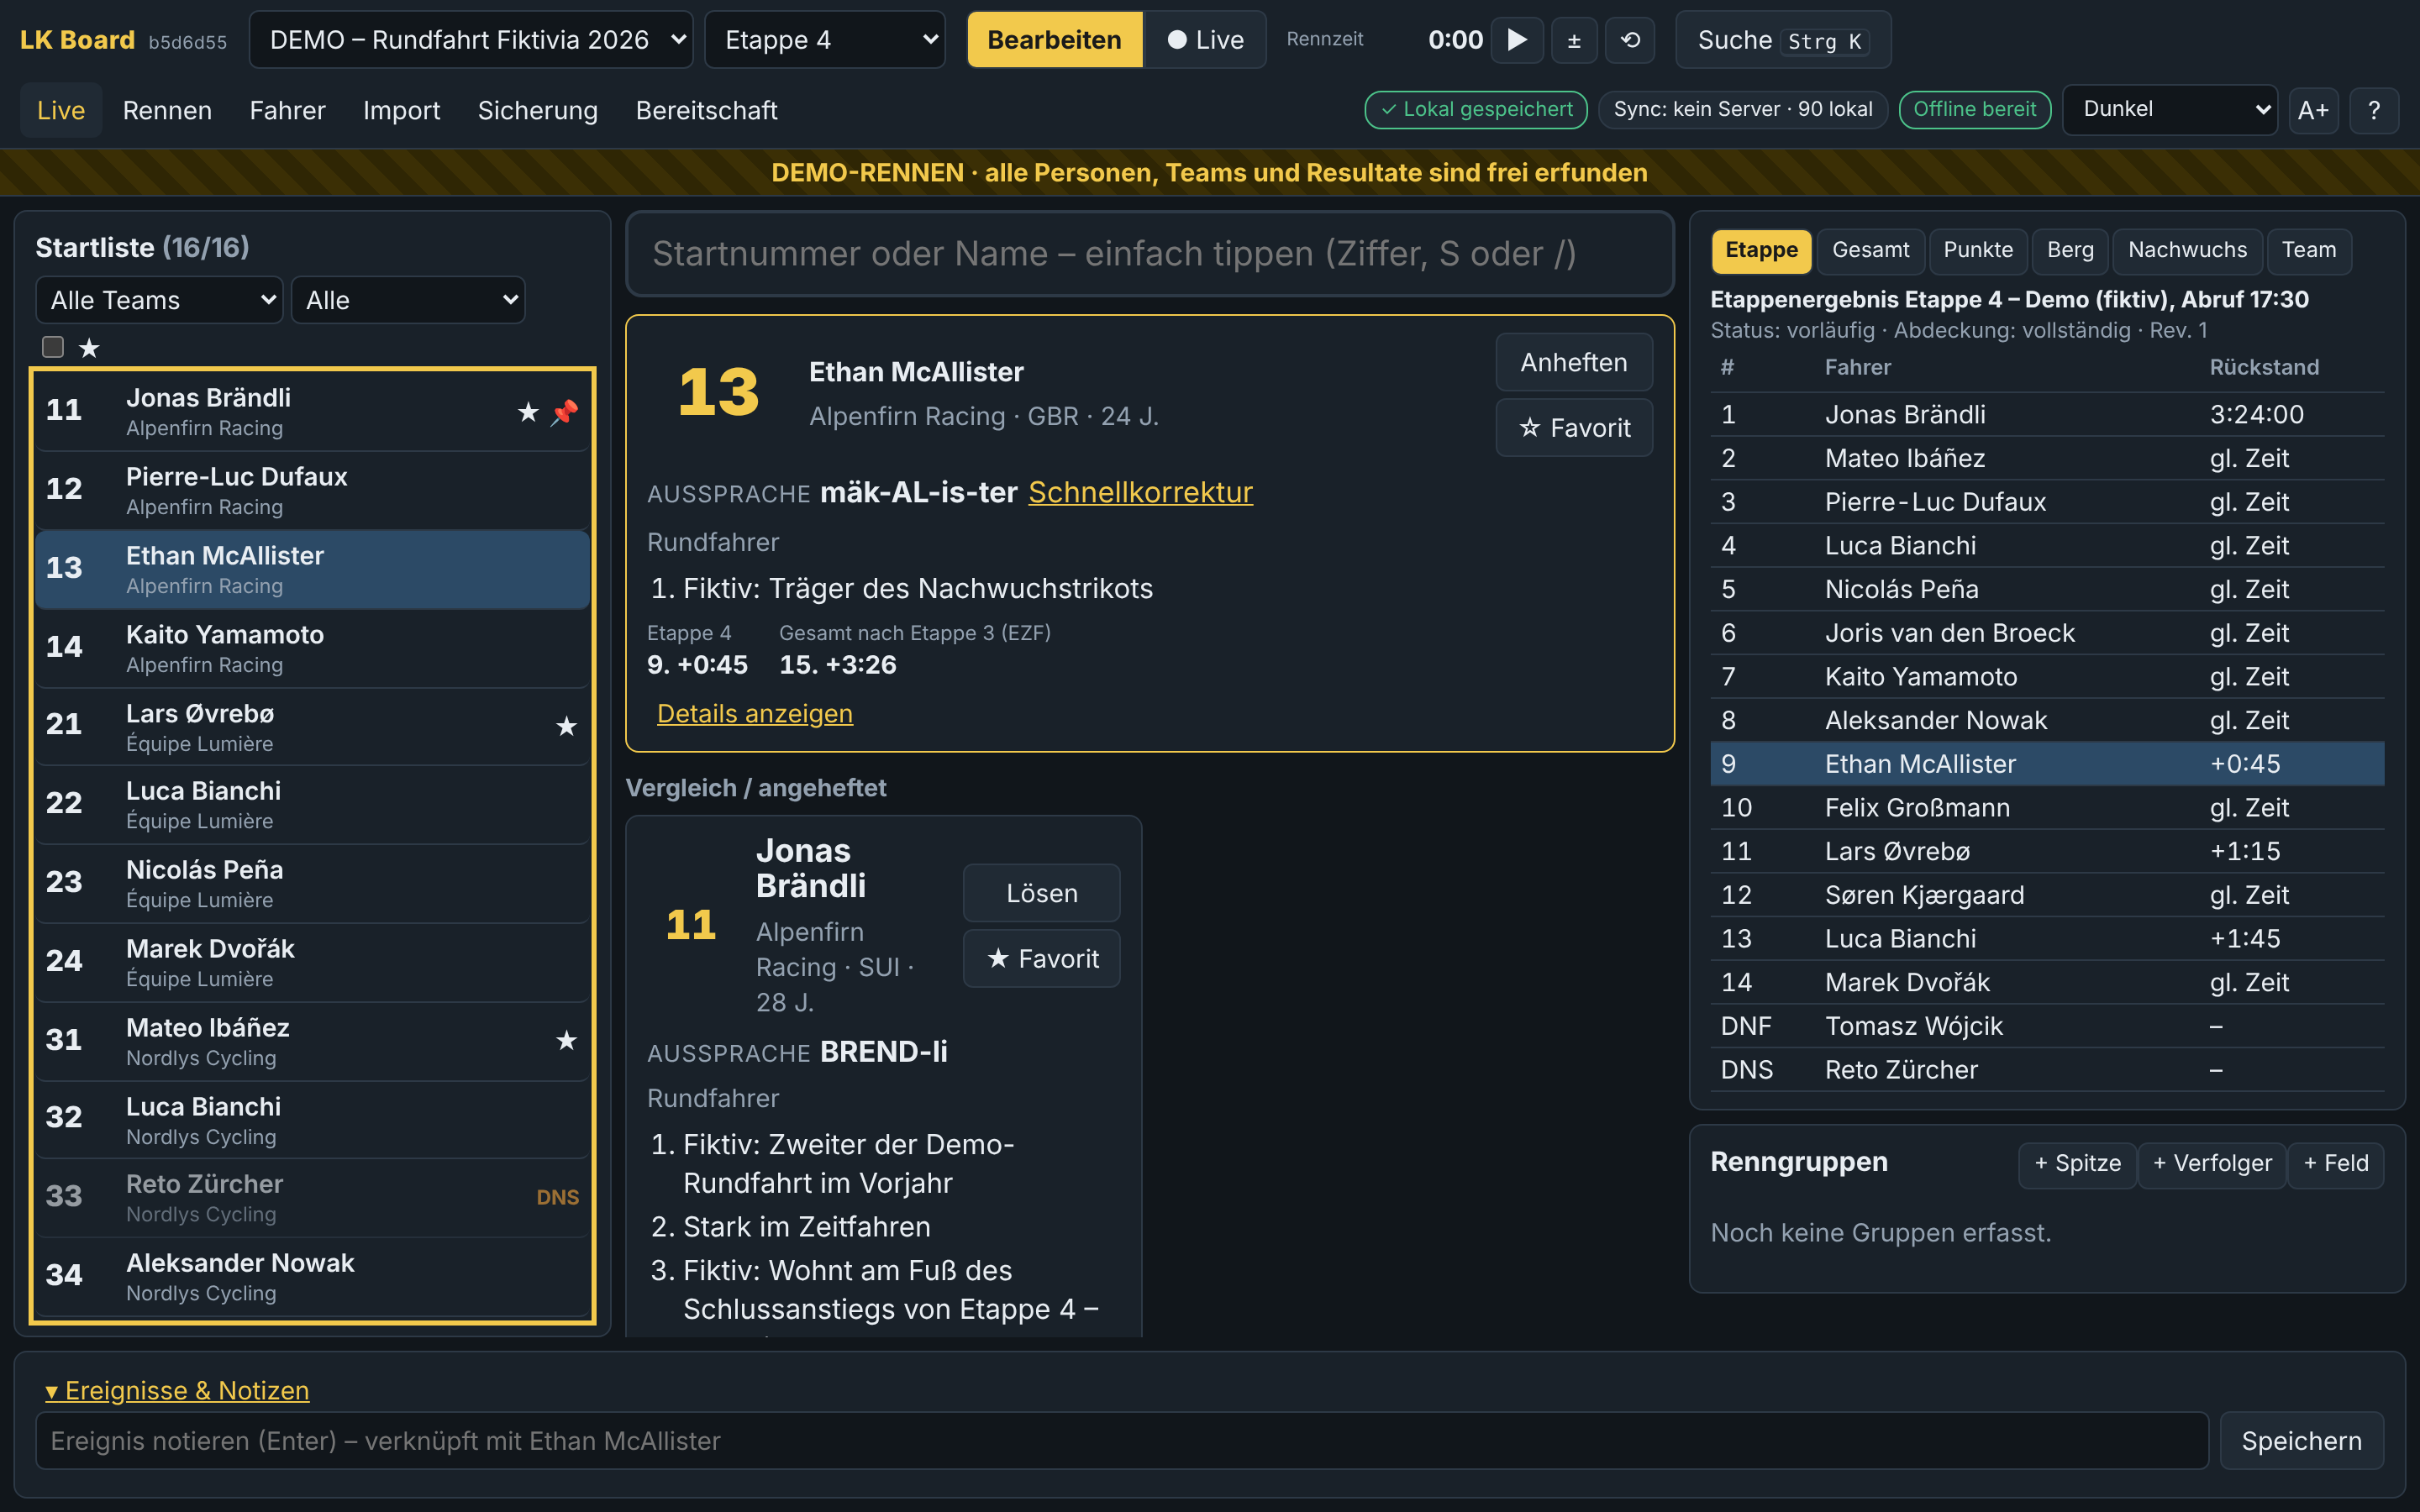 LK Board b5d6d55 DEMO – Rundfahrt Fiktivia 2026 Etappe 4 Bearbeiten Live Rennzeit 0:00 ▶ ± ⟲ Suche Strg K
Live Rennen Fahrer Import Sicherung Bereitschaft ✓ Lokal gespeichert Sync: kein Server · 90 lokal Offline bereit Dunkel A+ ?
DEMO-RENNEN · alle Personen, Teams und Resultate sind frei erfunden
Startliste (16/16)
Alle Teams Alle
★
11 Jonas Brändli ★ 📌
Alpenfirn Racing
12 Pierre-Luc Dufaux
Alpenfirn Racing
13 Ethan McAllister
Alpenfirn Racing
14 Kaito Yamamoto
Alpenfirn Racing
21 Lars Øvrebø ★
Équipe Lumière
22 Luca Bianchi
Équipe Lumière
23 Nicolás Peña
Équipe Lumière
24 Marek Dvořák
Équipe Lumière
31 Mateo Ibáñez ★
Nordlys Cycling
32 Luca Bianchi
Nordlys Cycling
33 Reto Zürcher DNS
Nordlys Cycling
34 Aleksander Nowak
Nordlys Cycling
Startnummer oder Name – einfach tippen (Ziffer, S oder /)
13 Ethan McAllister
Alpenfirn Racing · GBR · 24 J.
Anheften
☆ Favorit
AUSSPRACHE mäk-AL-is-ter Schnellkorrektur
Rundfahrer
1. Fiktiv: Träger des Nachwuchstrikots
Etappe 4 Gesamt nach Etappe 3 (EZF)
9. +0:45 15. +3:26
Details anzeigen
Vergleich / angeheftet
11 Jonas
Brändli
Alpenfirn
Racing · SUI ·
28 J.
Lösen
★ Favorit
AUSSPRACHE BREND-li
Rundfahrer
1. Fiktiv: Zweiter der Demo-
Rundfahrt im Vorjahr
2. Stark im Zeitfahren
3. Fiktiv: Wohnt am Fuß des
Schlussanstiegs von Etappe 4 –
Etappe Gesamt Punkte Berg Nachwuchs Team
Etappenergebnis Etappe 4 – Demo (fiktiv), Abruf 17:30
Status: vorläufig · Abdeckung: vollständig · Rev. 1
# Fahrer Rückstand
1 Jonas Brändli 3:24:00
2 Mateo Ibáñez gl. Zeit
3 Pierre-Luc Dufaux gl. Zeit
4 Luca Bianchi gl. Zeit
5 Nicolás Peña gl. Zeit
6 Joris van den Broeck gl. Zeit
7 Kaito Yamamoto gl. Zeit
8 Aleksander Nowak gl. Zeit
9 Ethan McAllister +0:45
10 Felix Großmann gl. Zeit
11 Lars Øvrebø +1:15
12 Søren Kjærgaard gl. Zeit
13 Luca Bianchi +1:45
14 Marek Dvořák gl. Zeit
DNF Tomasz Wójcik –
DNS Reto Zürcher –
Renngruppen + Spitze + Verfolger + Feld
Noch keine Gruppen erfasst.
▾ Ereignisse & Notizen
Ereignis notieren (Enter) – verknüpft mit Ethan McAllister Speichern